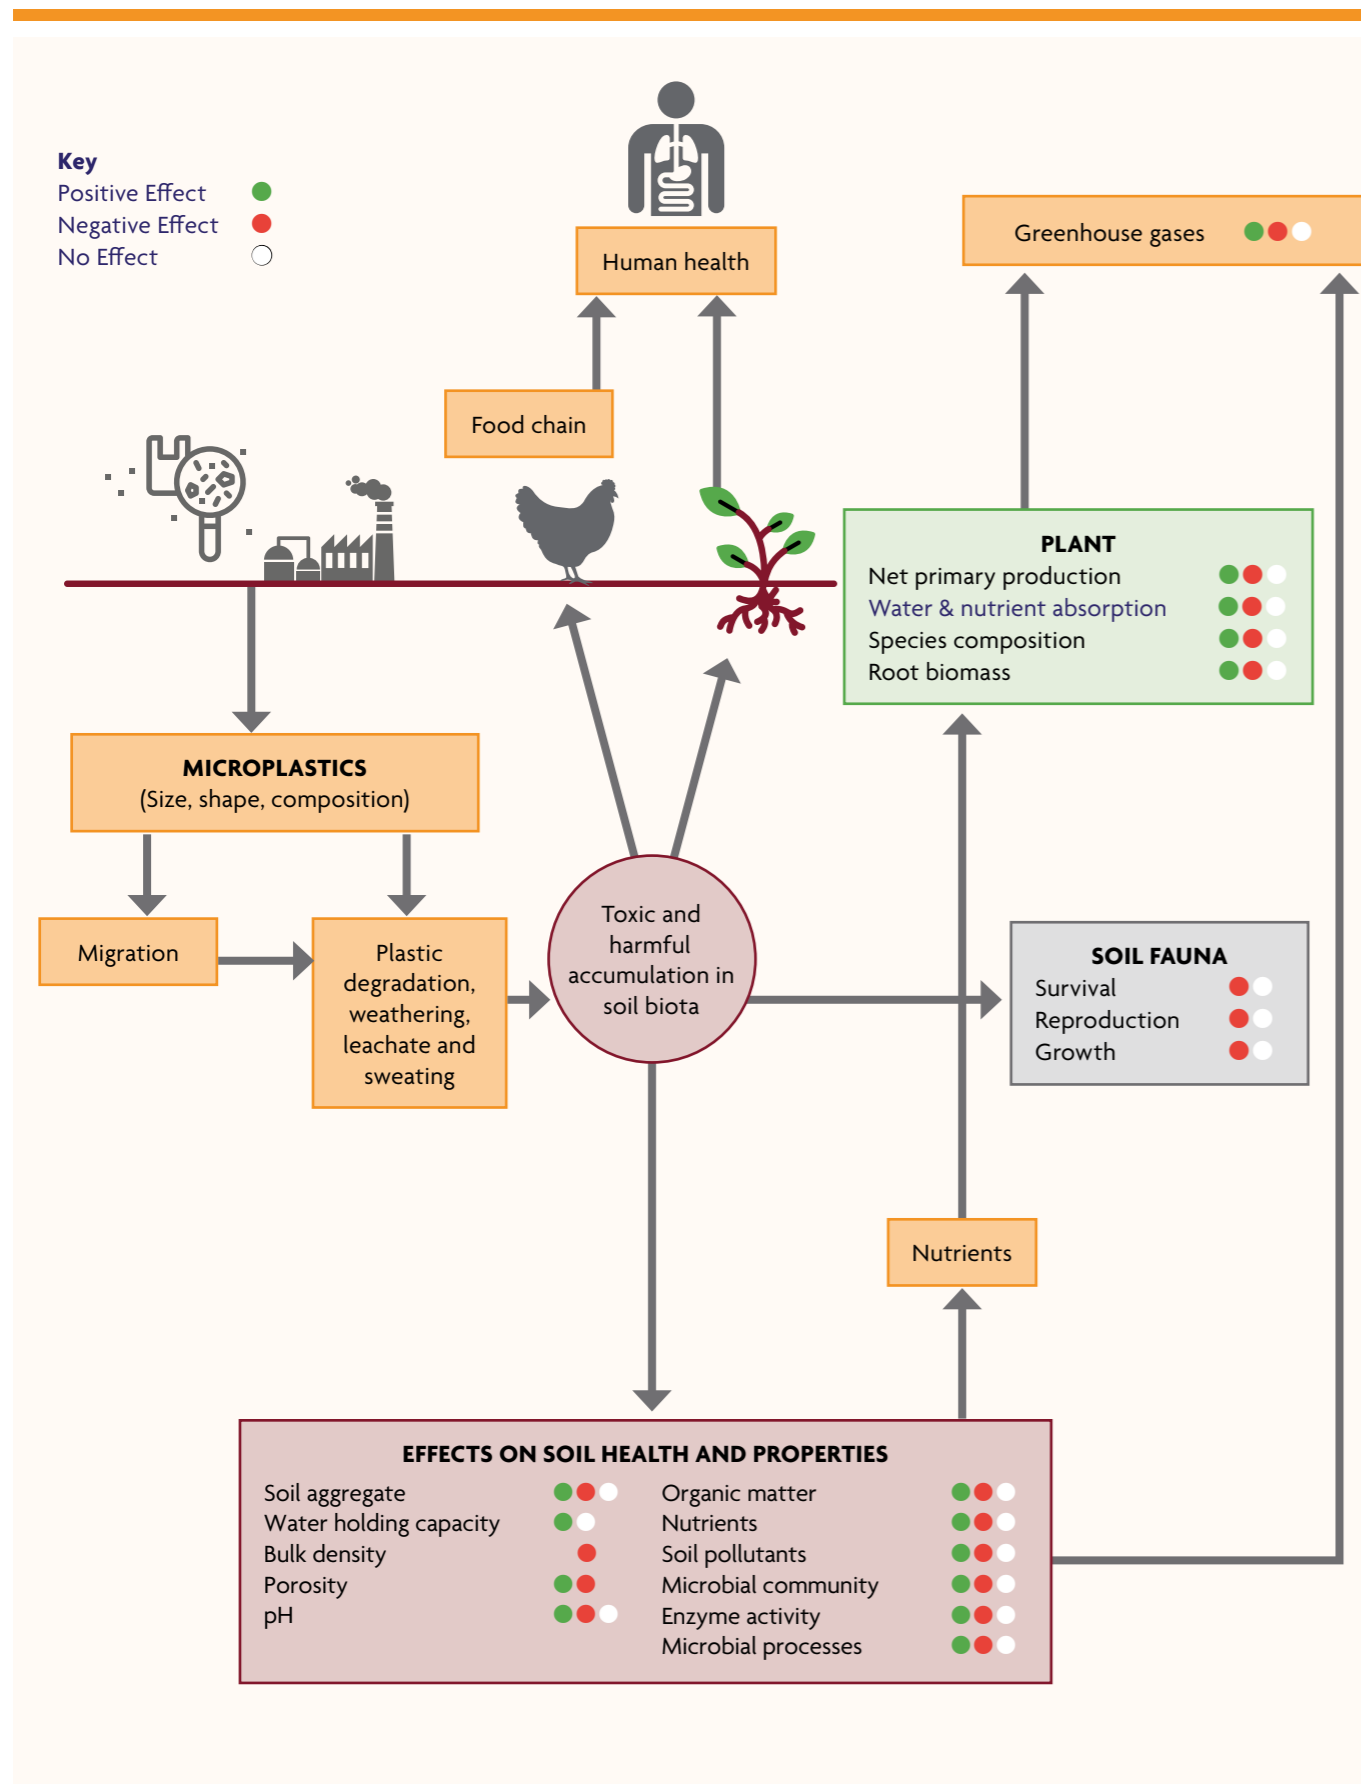 Key
Positive Effect
Negative Effect
No Effect
Human health
Greenhouse gases
Food chain
PLANT
Net primary production
Water & nutrient absorption
Species composition
Root biomass
MICROPLASTICS
(Size, shape, composition)
Migration
Plastic
degradation,
weathering,
leachate and
sweating
Toxic and
harmful
accumulation in
soil biota
SOIL FAUNA
Survival
Reproduction
Growth
Nutrients
EFFECTS ON SOIL HEALTH AND PROPERTIES
Soil aggregate
Water holding capacity
Bulk density
Porosity
pH
Organic matter
Nutrients
Soil pollutants
Microbial community
Enzyme activity
Microbial processes